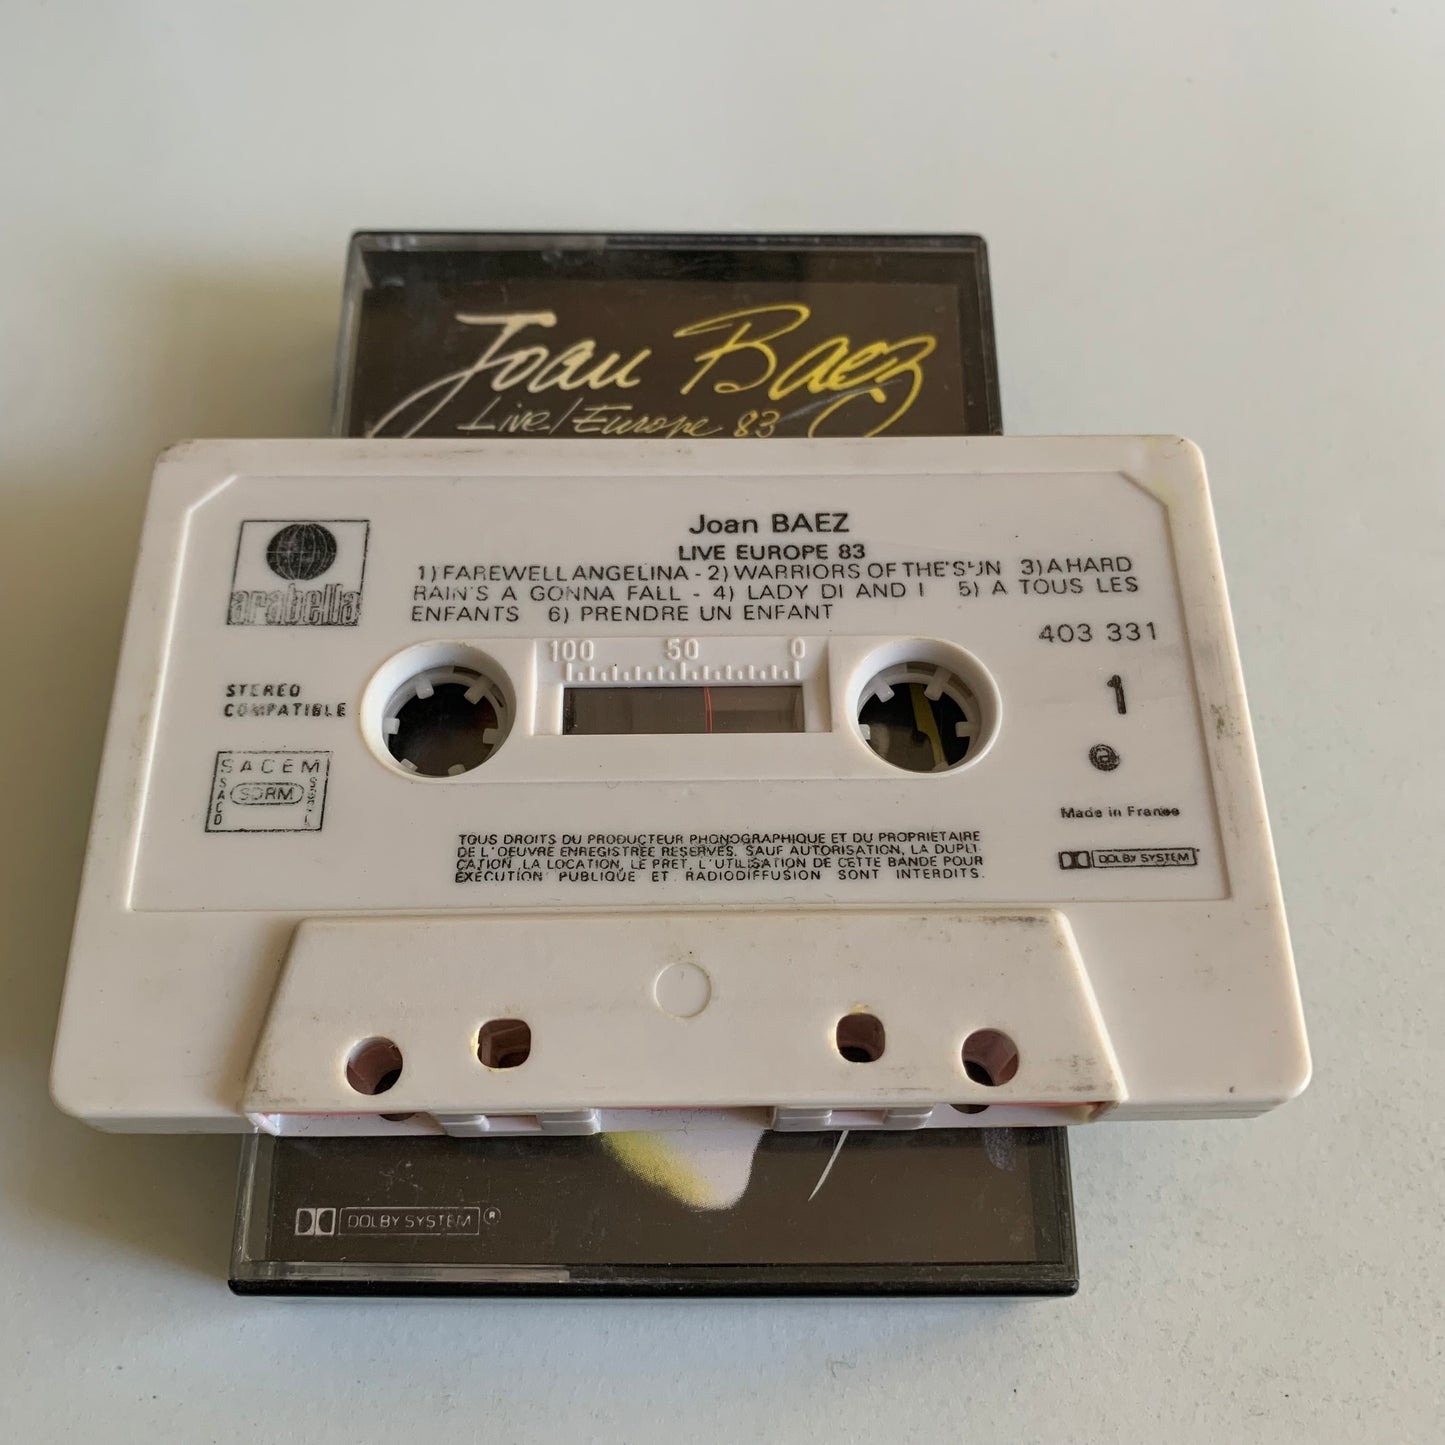 Joan Baez
Live/Europe 83
Joan BAEZ
LIVE EUROPE 83
1) FAREWELL ANGELINA - 2) WARRIORS OF THE SUN 3) A HARD
RAIN'S A GONNA FALL - 4) LADY DI AND I 5) A TOUS LES
ENFANTS 6) PRENDRE UN ENFANT
arabella
403 331
100 50 0
STEREO
COMPATIBLE
1
SACEM
SACD
SDRM
a
Made in France
DOLBY SYSTEM
TOUS DROITS DU PRODUCTEUR PHONOGRAPHIQUE ET DU PROPRIETAIRE
DE L'OEUVRE ENREGISTREE RESERVES. SAUF AUTORISATION, LA DUPLI-
CATION, LA LOCATION, LE PRET, L'UTILISATION DE CETTE BANDE POUR
EXECUTION PUBLIQUE ET RADIODIFFUSION SONT INTERDITS.
DOLBY SYSTEM ®